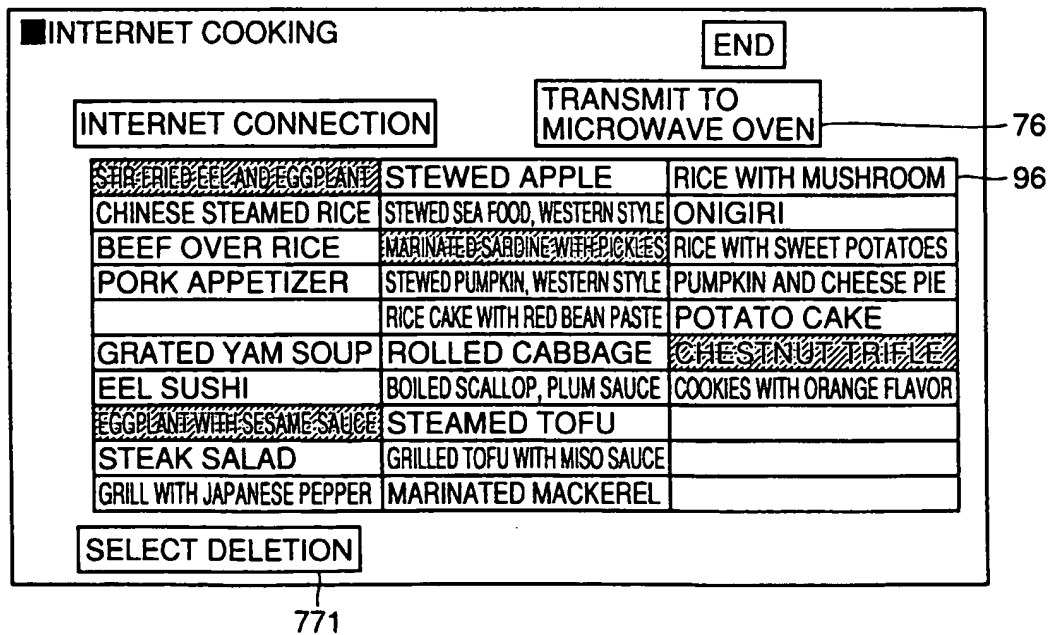 ■INTERNET COOKING
END
INTERNET CONNECTION
TRANSMIT TO
MICROWAVE OVEN
76
96
STIR FRIED EEL AND EGGPLANT STEWED APPLE RICE WITH MUSHROOM
CHINESE STEAMED RICE STEWED SEA FOOD, WESTERN STYLE ONIGIRI
BEEF OVER RICE MARINATED SARDINE WITH PICKLES RICE WITH SWEET POTATOES
PORK APPETIZER STEWED PUMPKIN, WESTERN STYLE PUMPKIN AND CHEESE PIE
RICE CAKE WITH RED BEAN PASTE POTATO CAKE
GRATED YAM SOUP ROLLED CABBAGE CHESTNUT TRIFLE
EEL SUSHI BOILED SCALLOP, PLUM SAUCE COOKIES WITH ORANGE FLAVOR
EGGPLANT WITH SESAME SAUCE STEAMED TOFU
STEAK SALAD GRILLED TOFU WITH MISO SAUCE
GRILL WITH JAPANESE PEPPER MARINATED MACKEREL
SELECT DELETION
771